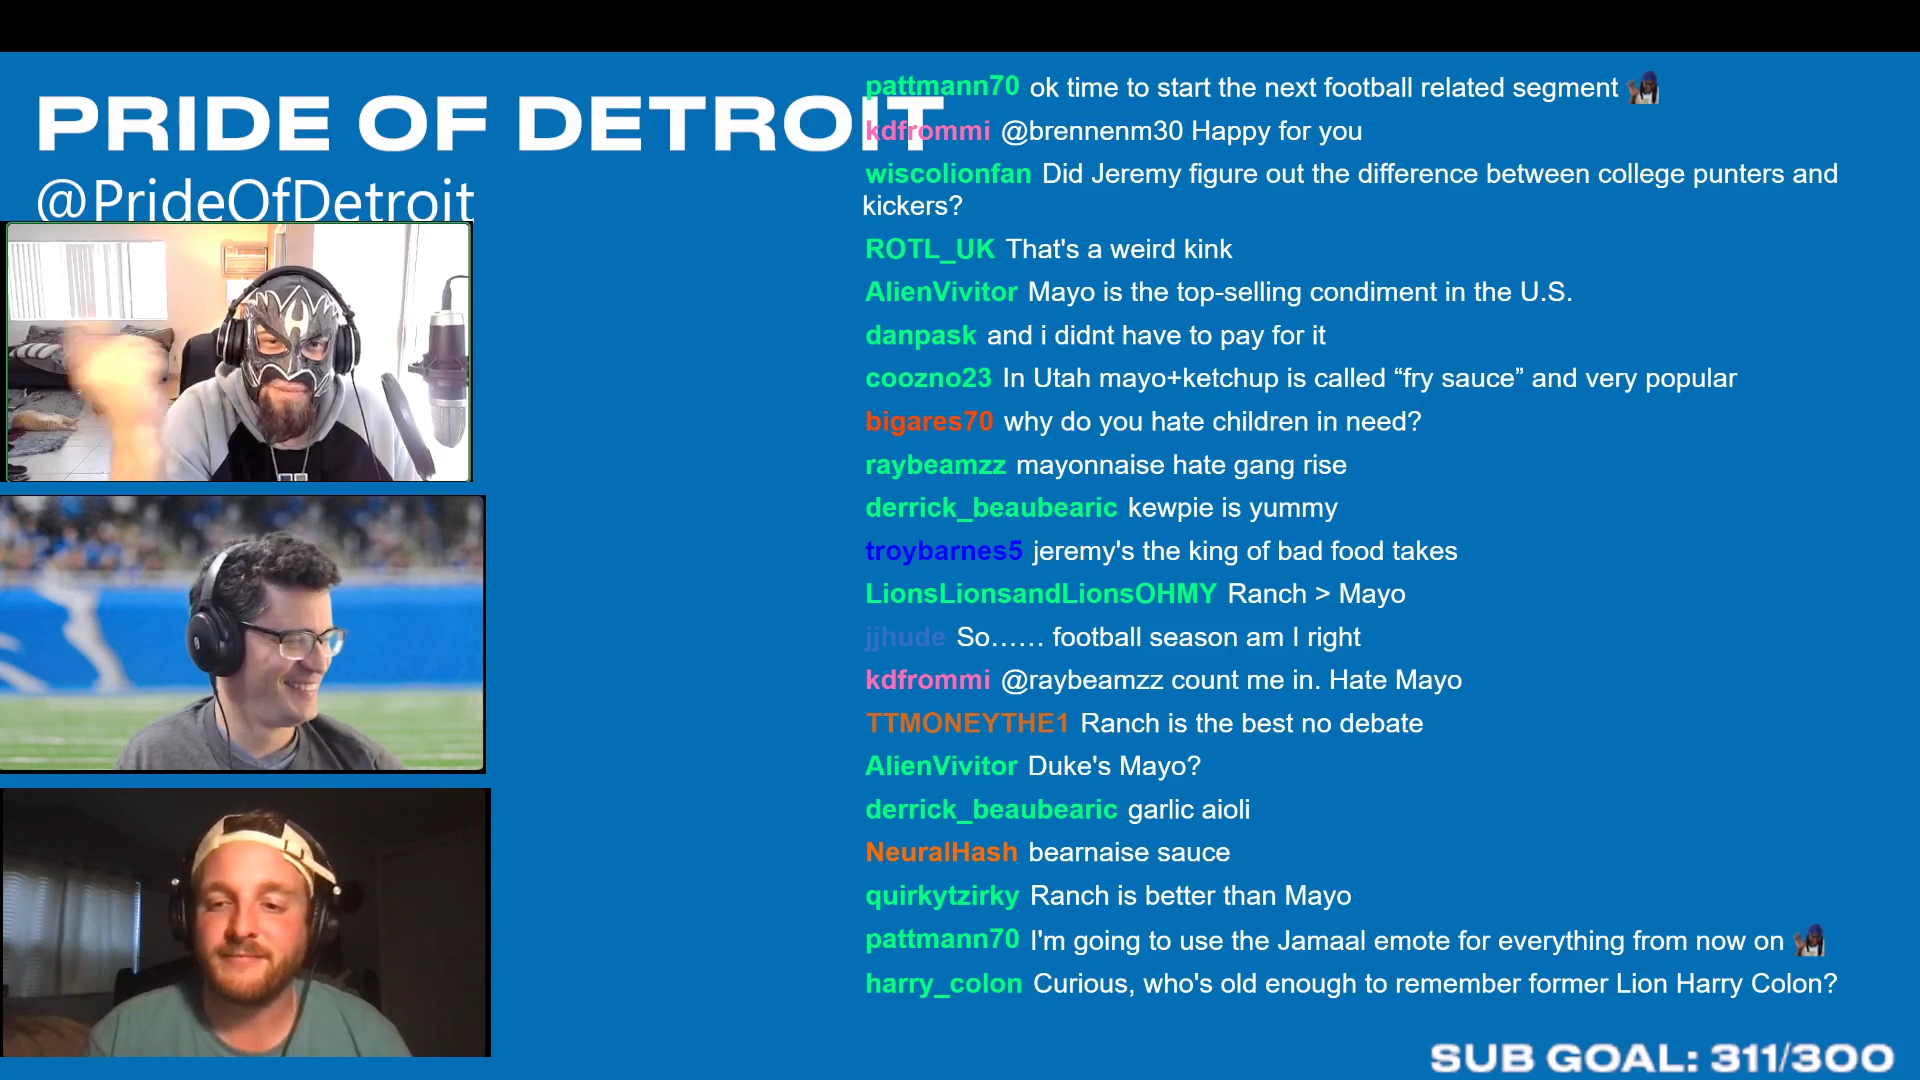 PRIDE OF DETROIT
@PrideOfDetroit
pattmann70 ok time to start the next football related segment
kdfrommi @brennenm30 Happy for you
wiscolionfan Did Jeremy figure out the difference between college punters and
kickers?
ROTL_UK That's a weird kink
AlienVivitor Mayo is the top-selling condiment in the U.S.
danpask and i didnt have to pay for it
coozno23 In Utah mayo+ketchup is called “fry sauce” and very popular
bigares70 why do you hate children in need?
raybeamzz mayonnaise hate gang rise
derrick_beaubearic kewpie is yummy
troybarnes5 jeremy's the king of bad food takes
LionsLionsandLionsOHMY Ranch > Mayo
jjhude So...... football season am I right
kdfrommi @raybeamzz count me in. Hate Mayo
TTMONEYTHE1 Ranch is the best no debate
AlienVivitor Duke's Mayo?
derrick_beaubearic garlic aioli
NeuralHash bearnaise sauce
quirkytzirky Ranch is better than Mayo
pattmann70 I'm going to use the Jamaal emote for everything from now on
harry_colon Curious, who's old enough to remember former Lion Harry Colon?
SUB GOAL: 311/300